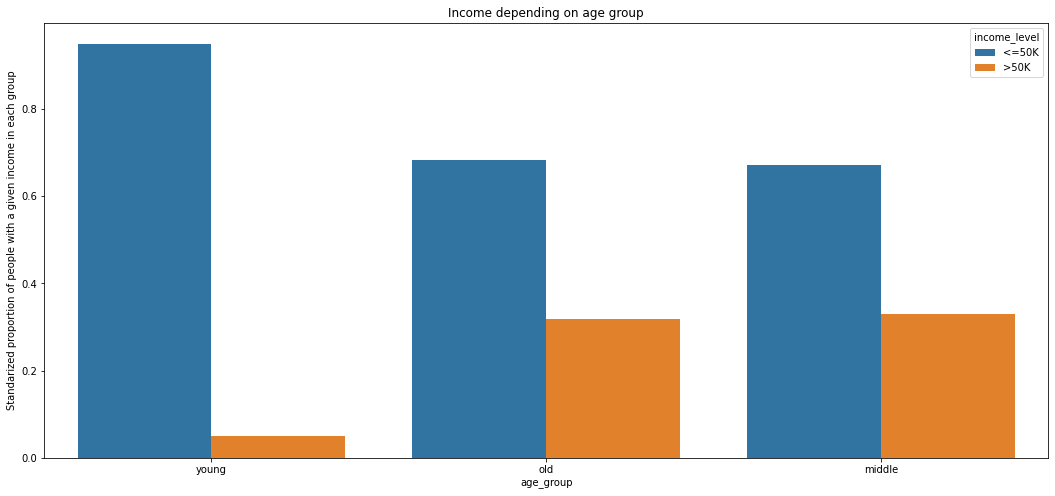 Income depending on age group
income_level
<=50K
>50K
Standarized proportion of people with a given income in each group
0.8
0.6
0.4
0.2
0.0
young
old
middle
age_group